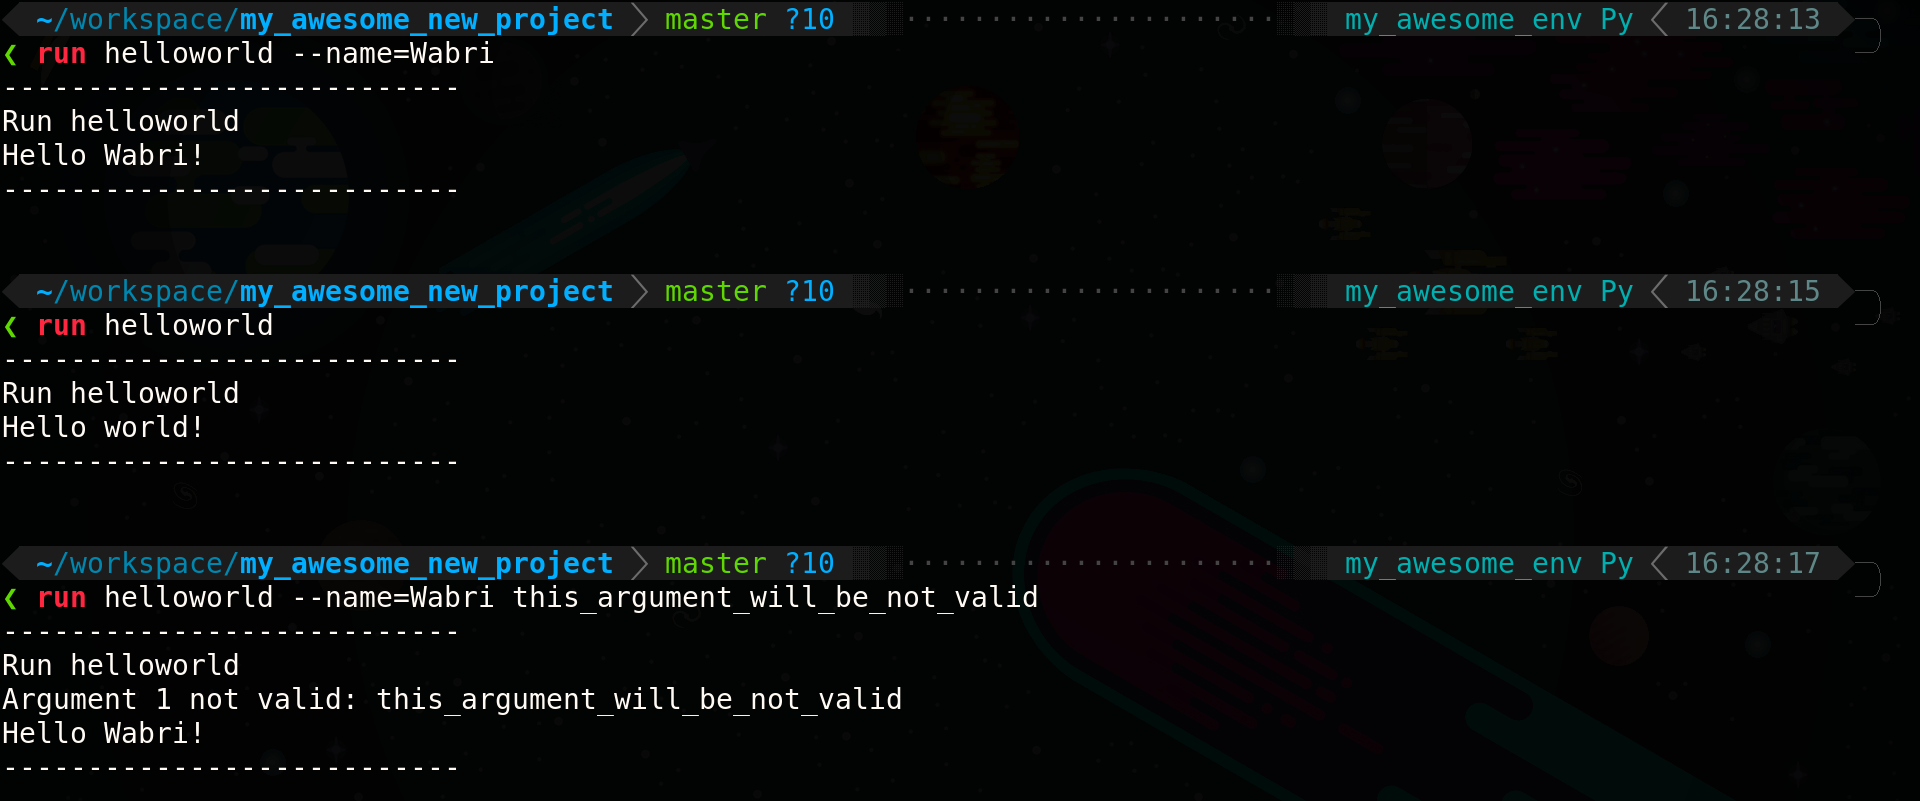 ~/workspace/my_awesome_new_project master ?10 my_awesome_env Py 16:28:13
❮ run helloworld --name=Wabri
---------------------------
Run helloworld
Hello Wabri!
---------------------------
~/workspace/my_awesome_new_project master ?10 my_awesome_env Py 16:28:15
❮ run helloworld
---------------------------
Run helloworld
Hello world!
---------------------------
~/workspace/my_awesome_new_project master ?10 my_awesome_env Py 16:28:17
❮ run helloworld --name=Wabri this_argument_will_be_not_valid
---------------------------
Run helloworld
Argument 1 not valid: this_argument_will_be_not_valid
Hello Wabri!
---------------------------